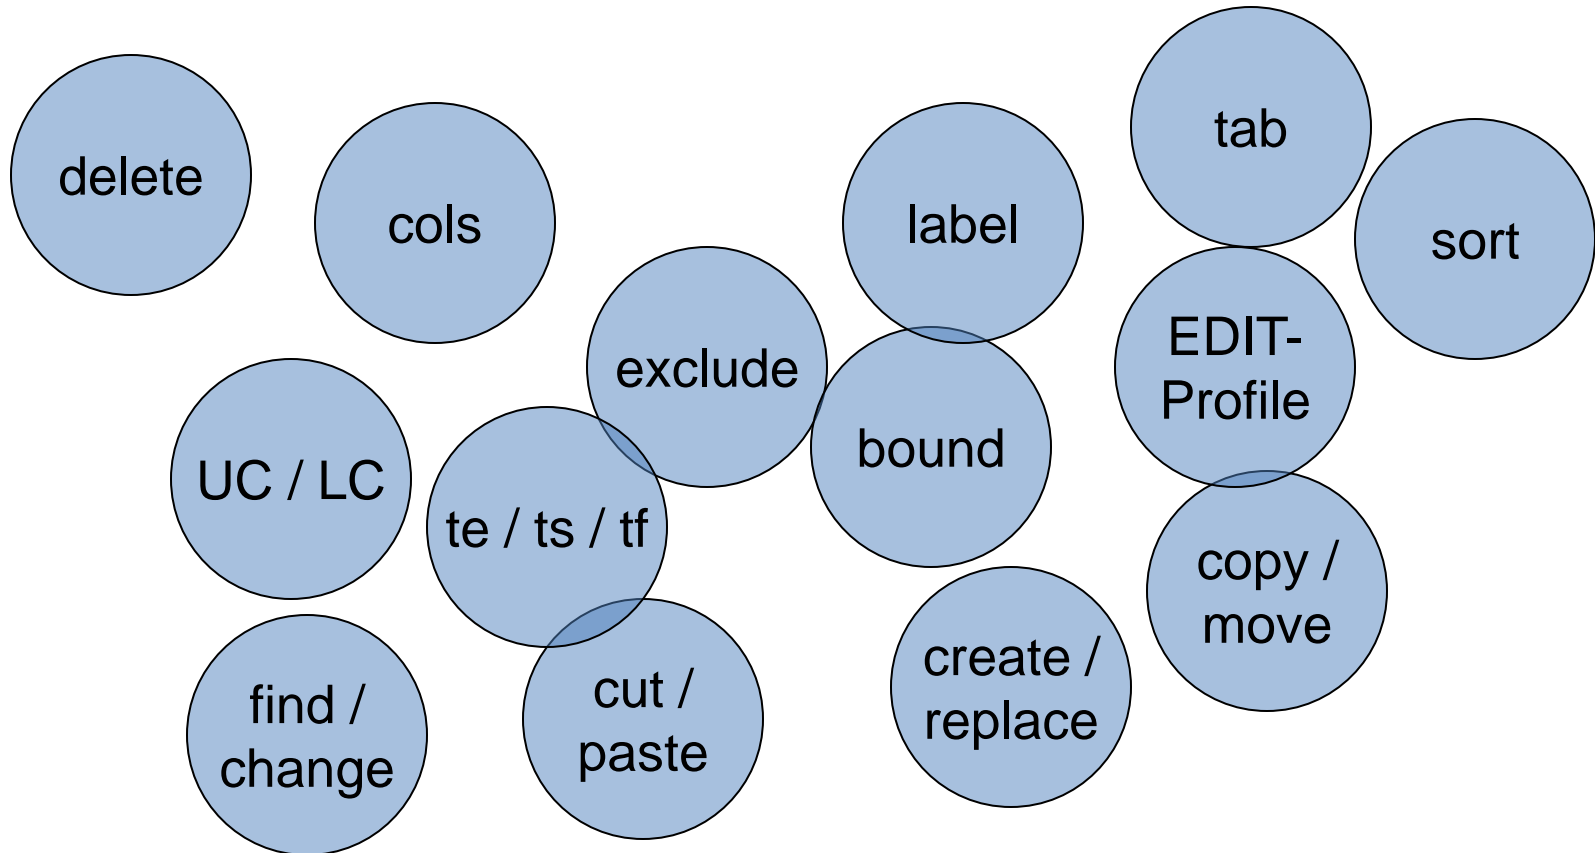 delete
cols
label
tab
sort
exclude
EDIT-
Profile
bound
UC / LC
te / ts / tf
copy /
move
find /
change
cut /
paste
create /
replace